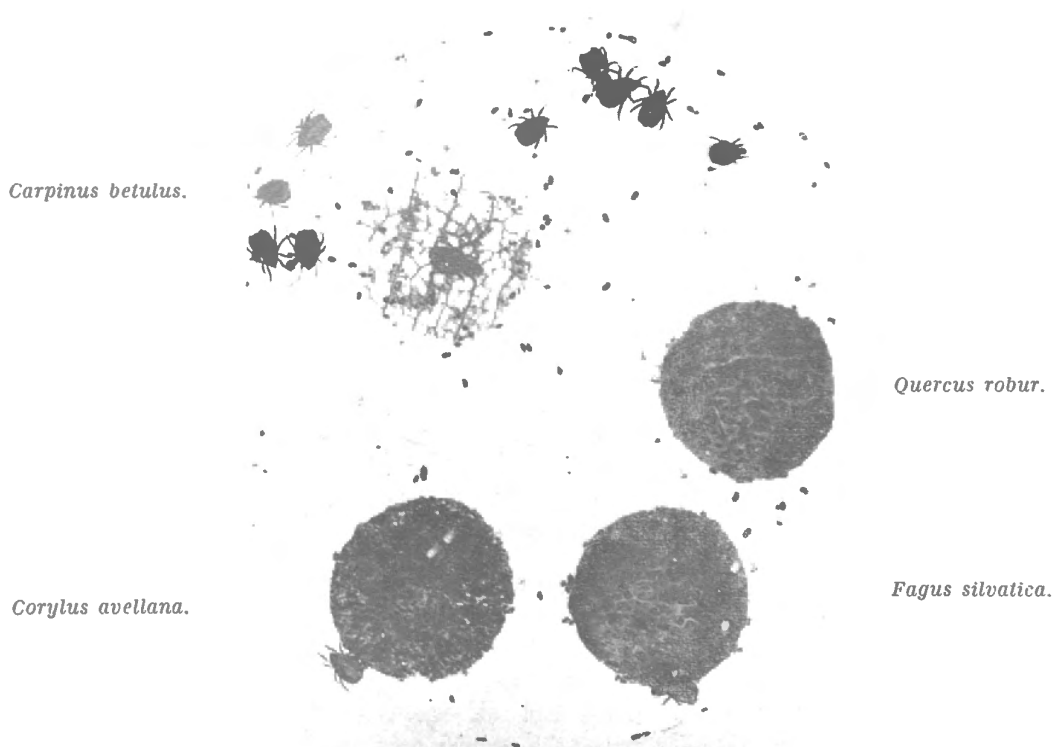 Carpinus betulus.
Quercus robur.
Fagus silvatica.
Corylus avellana.